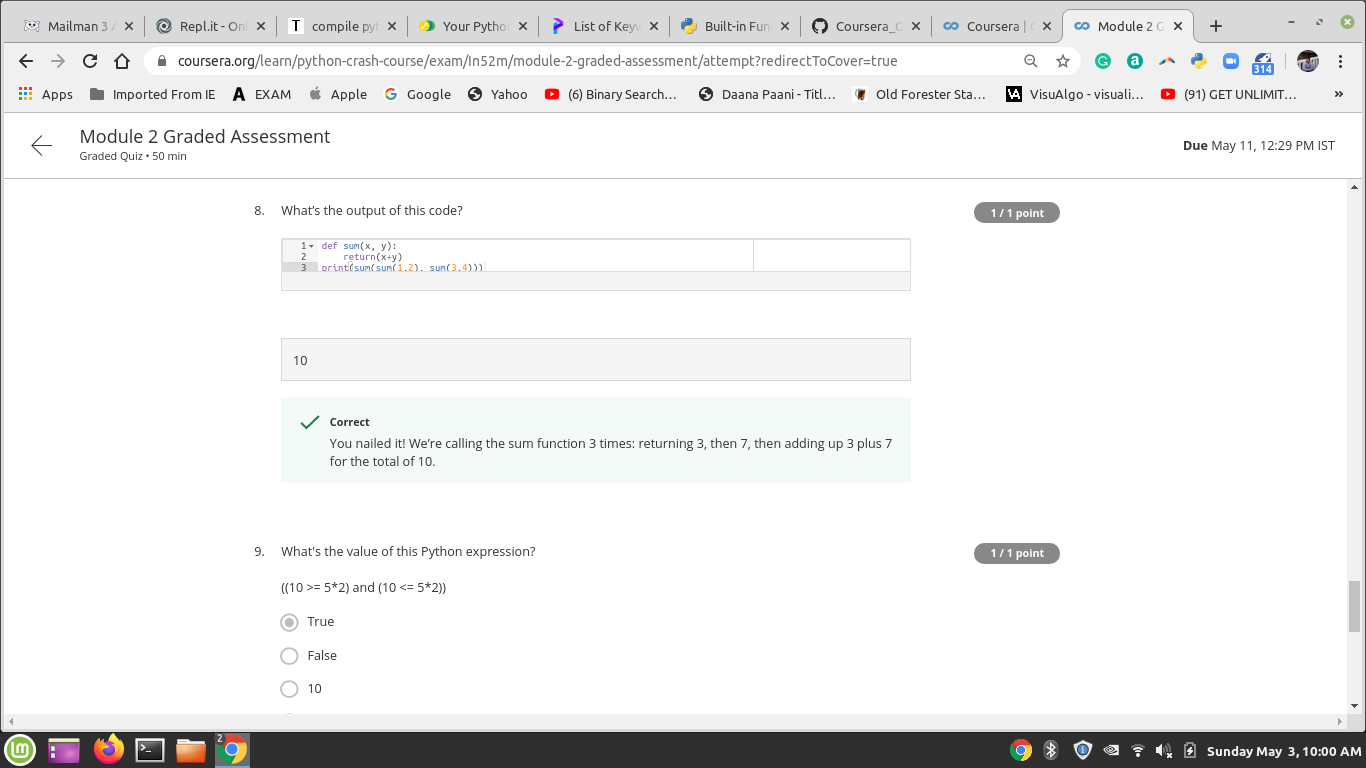 Mailman 3 A
Repl.it - Onl
T compile pyt
Your Python
List of Keyw
Built-in Fun
Coursera_G
Coursera | C
Module 2 G
coursera.org/learn/python-crash-course/exam/In52m/module-2-graded-assessment/attempt?redirectToCover=true
314
Apps
Imported From IE
A EXAM
Apple
G Google
Yahoo
(6) Binary Search...
Daana Paani - Titl...
Old Forester Sta...
VA VisuAlgo - visuali...
(91) GET UNLIMIT...
»
Module 2 Graded Assessment
Graded Quiz • 50 min
Due May 11, 12:29 PM IST
8. What's the output of this code?
1 / 1 point
1 def sum(x, y):
2 return(x+y)
3 print(sum(sum(1,2), sum(3,4)))
10
Correct
You nailed it! We're calling the sum function 3 times: returning 3, then 7, then adding up 3 plus 7
for the total of 10.
9. What's the value of this Python expression?
1 / 1 point
((10 >= 5*2) and (10 <= 5*2))
True
False
10
2
Sunday May 3, 10:00 AM